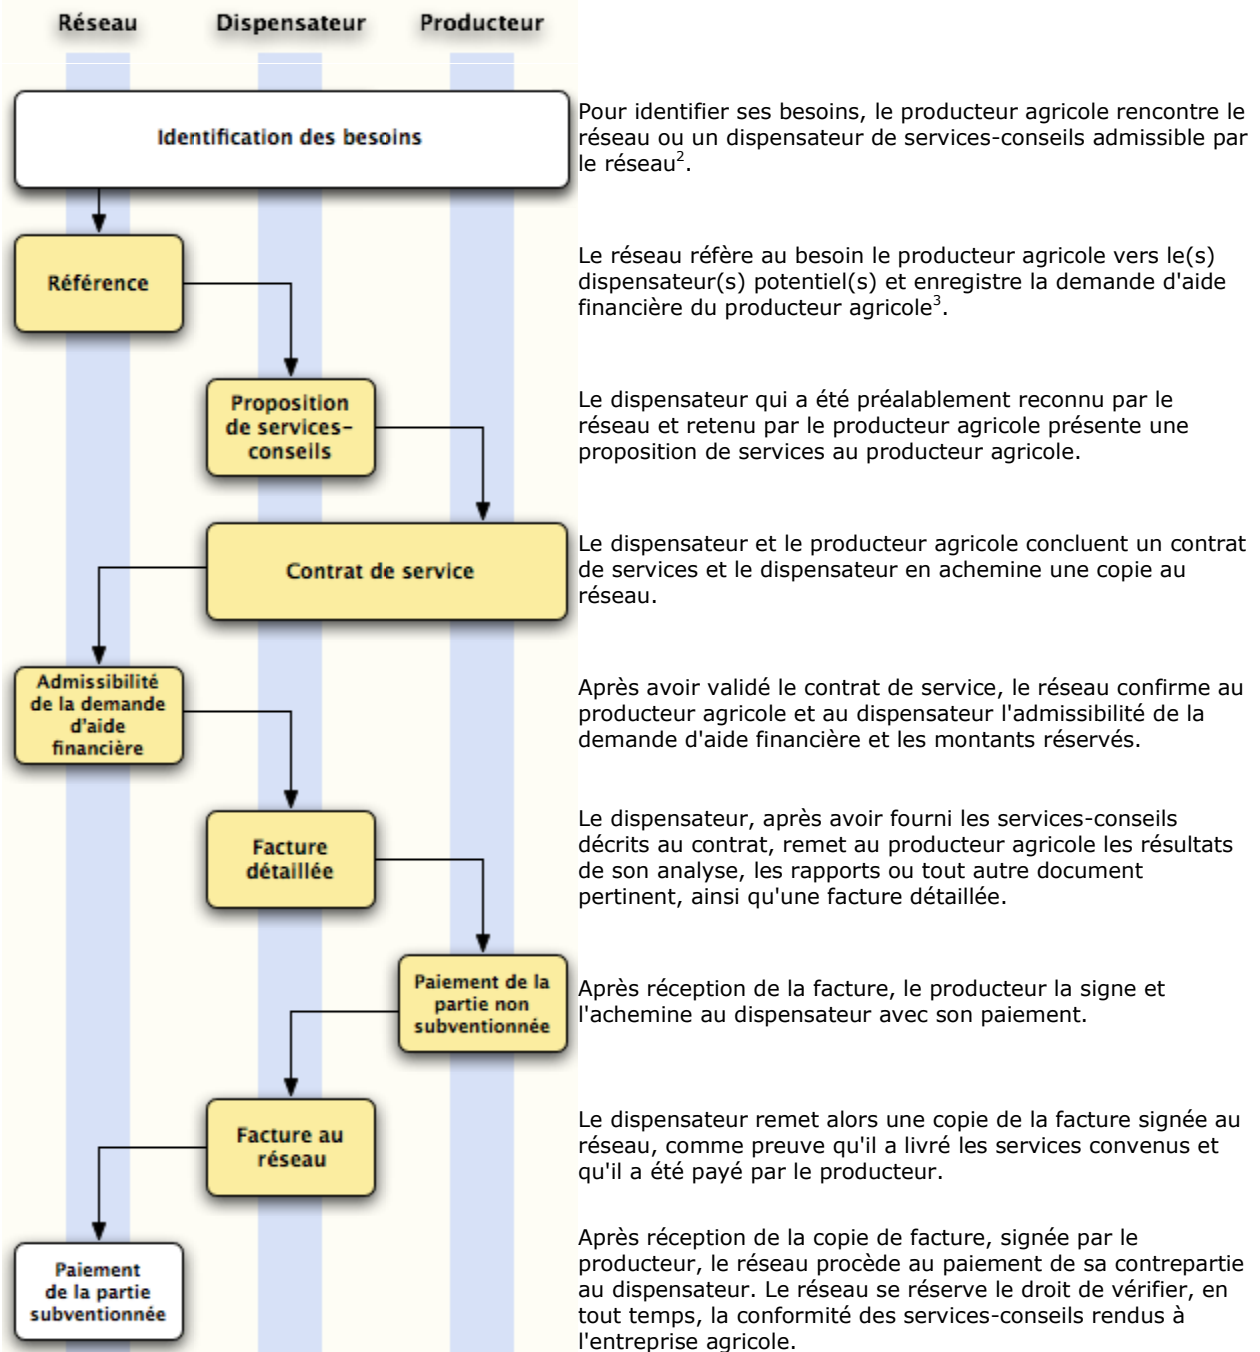 Réseau Dispensateur Producteur
Identification des besoins
Pour identifier ses besoins, le producteur agricole rencontre le
réseau ou un dispensateur de services-conseils admissible par
le réseau².
Référence
Le réseau réfère au besoin le producteur agricole vers le(s)
dispensateur(s) potentiel(s) et enregistre la demande d'aide
financière du producteur agricole³.
Proposition
de services-
conseils
Le dispensateur qui a été préalablement reconnu par le
réseau et retenu par le producteur agricole présente une
proposition de services au producteur agricole.
Contrat de service
Le dispensateur et le producteur agricole concluent un contrat
de services et le dispensateur en achemine une copie au
réseau.
Admissibilité
de la demande
d'aide
financière
Après avoir validé le contrat de service, le réseau confirme au
producteur agricole et au dispensateur l'admissibilité de la
demande d'aide financière et les montants réservés.
Facture
détaillée
Le dispensateur, après avoir fourni les services-conseils
décrits au contrat, remet au producteur agricole les résultats
de son analyse, les rapports ou tout autre document
pertinent, ainsi qu'une facture détaillée.
Paiement de la
partie non
subventionnée
Après réception de la facture, le producteur la signe et
l'achemine au dispensateur avec son paiement.
Facture au
réseau
Le dispensateur remet alors une copie de la facture signée au
réseau, comme preuve qu'il a livré les services convenus et
qu'il a été payé par le producteur.
Paiement
de la partie
subventionnée
Après réception de la copie de facture, signée par le
producteur, le réseau procède au paiement de sa contrepartie
au dispensateur. Le réseau se réserve le droit de vérifier, en
tout temps, la conformité des services-conseils rendus à
l'entreprise agricole.